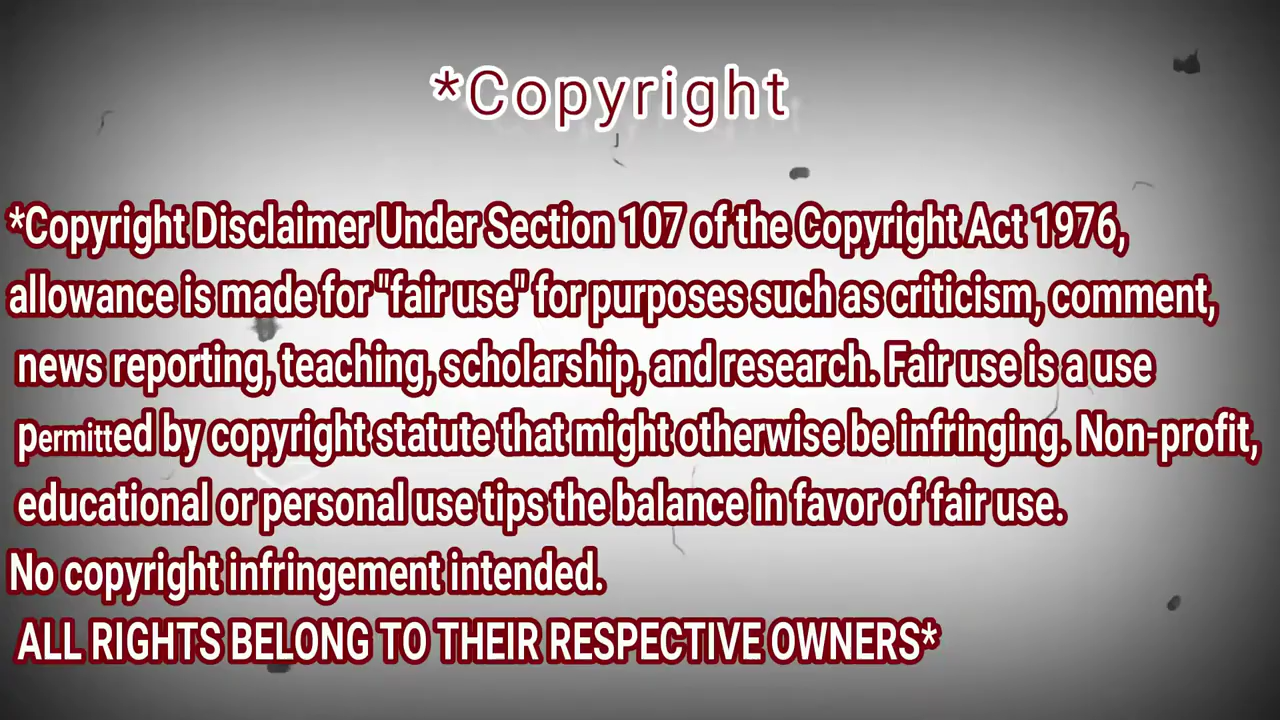 *Copyright
*Copyright Disclaimer Under Section 107 of the Copyright Act 1976,
allowance is made for "fair use" for purposes such as criticism, comment,
news reporting, teaching, scholarship, and research. Fair use is a use
permitted by copyright statute that might otherwise be infringing. Non-profit,
educational or personal use tips the balance in favor of fair use.
No copyright infringement intended.
ALL RIGHTS BELONG TO THEIR RESPECTIVE OWNERS*